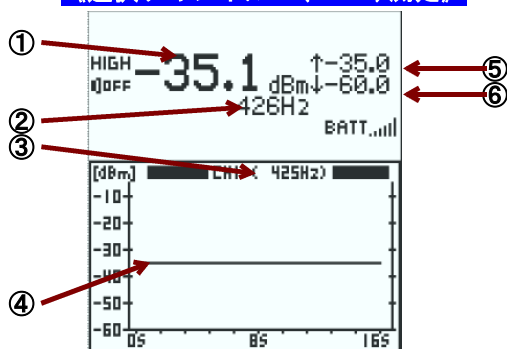 ①
HIGH -35.1 dBm ↑-35.0 ⑤
OFF ↓-60.0 ⑥
② 426Hz
BATT
③
[dBm] ( 425Hz)
-10
-20
-30
-40
④
-50
-60
0S 8S 16S